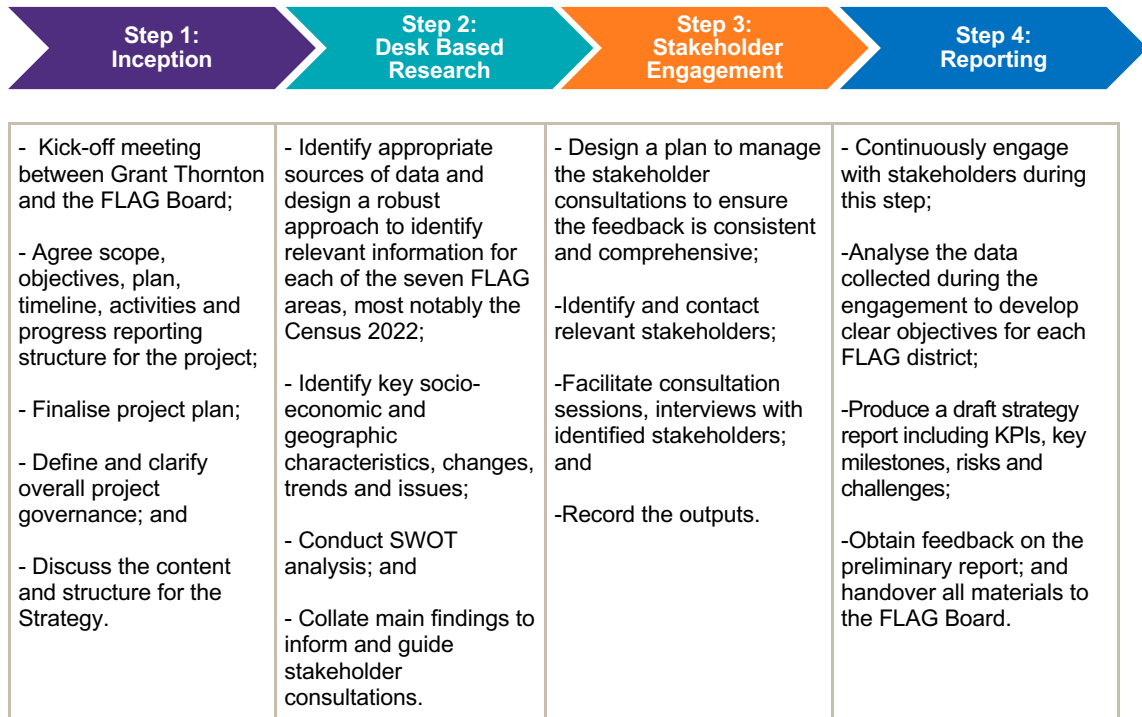 Step 1:
Inception
Step 2:
Desk Based
Research
Step 3:
Stakeholder
Engagement
Step 4:
Reporting
- Kick-off meeting
between Grant Thornton
and the FLAG Board;
- Agree scope,
objectives, plan,
timeline, activities and
progress reporting
structure for the project;
- Finalise project plan;
- Define and clarify
overall project
governance; and
- Discuss the content
and structure for the
Strategy.
- Identify appropriate
sources of data and
design a robust
approach to identify
relevant information for
each of the seven FLAG
areas, most notably the
Census 2022;
- Identify key socio-
economic and
geographic
characteristics, changes,
trends and issues;
- Conduct SWOT
analysis; and
- Collate main findings to
inform and guide
stakeholder
consultations.
- Design a plan to manage
the stakeholder
consultations to ensure
the feedback is consistent
and comprehensive;
-Identify and contact
relevant stakeholders;
-Facilitate consultation
sessions, interviews with
identified stakeholders;
and
-Record the outputs.
- Continuously engage
with stakeholders during
this step;
-Analyse the data
collected during the
engagement to develop
clear objectives for each
FLAG district;
-Produce a draft strategy
report including KPIs, key
milestones, risks and
challenges;
-Obtain feedback on the
preliminary report; and
handover all materials to
the FLAG Board.